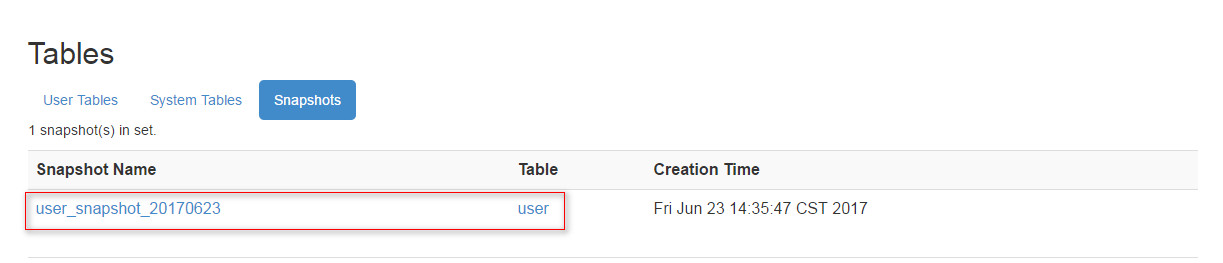 Tables
User Tables System Tables Snapshots
1 snapshot(s) in set.
Snapshot Name Table Creation Time
user_snapshot_20170623 user Fri Jun 23 14:35:47 CST 2017